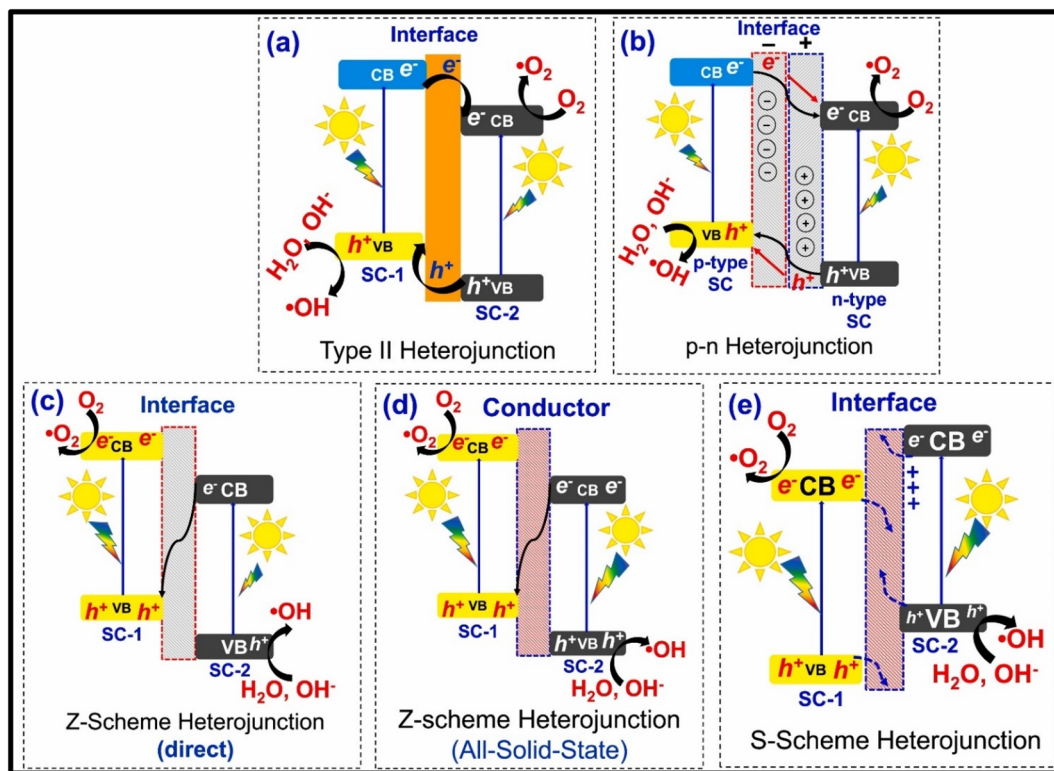 (a)
Interface
CB e-
e-
e- CB
•O₂
O₂
H₂O, OH-
•OH
h+ VB
SC-1
h+
h+VB
SC-2
Type II Heterojunction
(b)
Interface
− +
CB e-
e-
e- CB
•O₂
O₂
−
−
−
−
+
+
+
+
H₂O, OH-
•OH
VB h+
p-type
SC
h+
h+VB
n-type
SC
p-n Heterojunction
(c)
Interface
O₂
•O₂
e- CB e-
e- CB
h+ VB h+
SC-1
VB h+
SC-2
•OH
H₂O, OH-
Z-Scheme Heterojunction
(direct)
(d)
Conductor
O₂
•O₂
e- CB e-
e- CB e-
h+ VB h+
SC-1
h+VB h+
SC-2
•OH
H₂O, OH-
Z-scheme Heterojunction
(All-Solid-State)
(e)
Interface
O₂
•O₂
e- CB e-
e- CB e-
+++
h+ VB h+
SC-2
•OH
H₂O, OH-
h+ VB h+
SC-1
S-Scheme Heterojunction